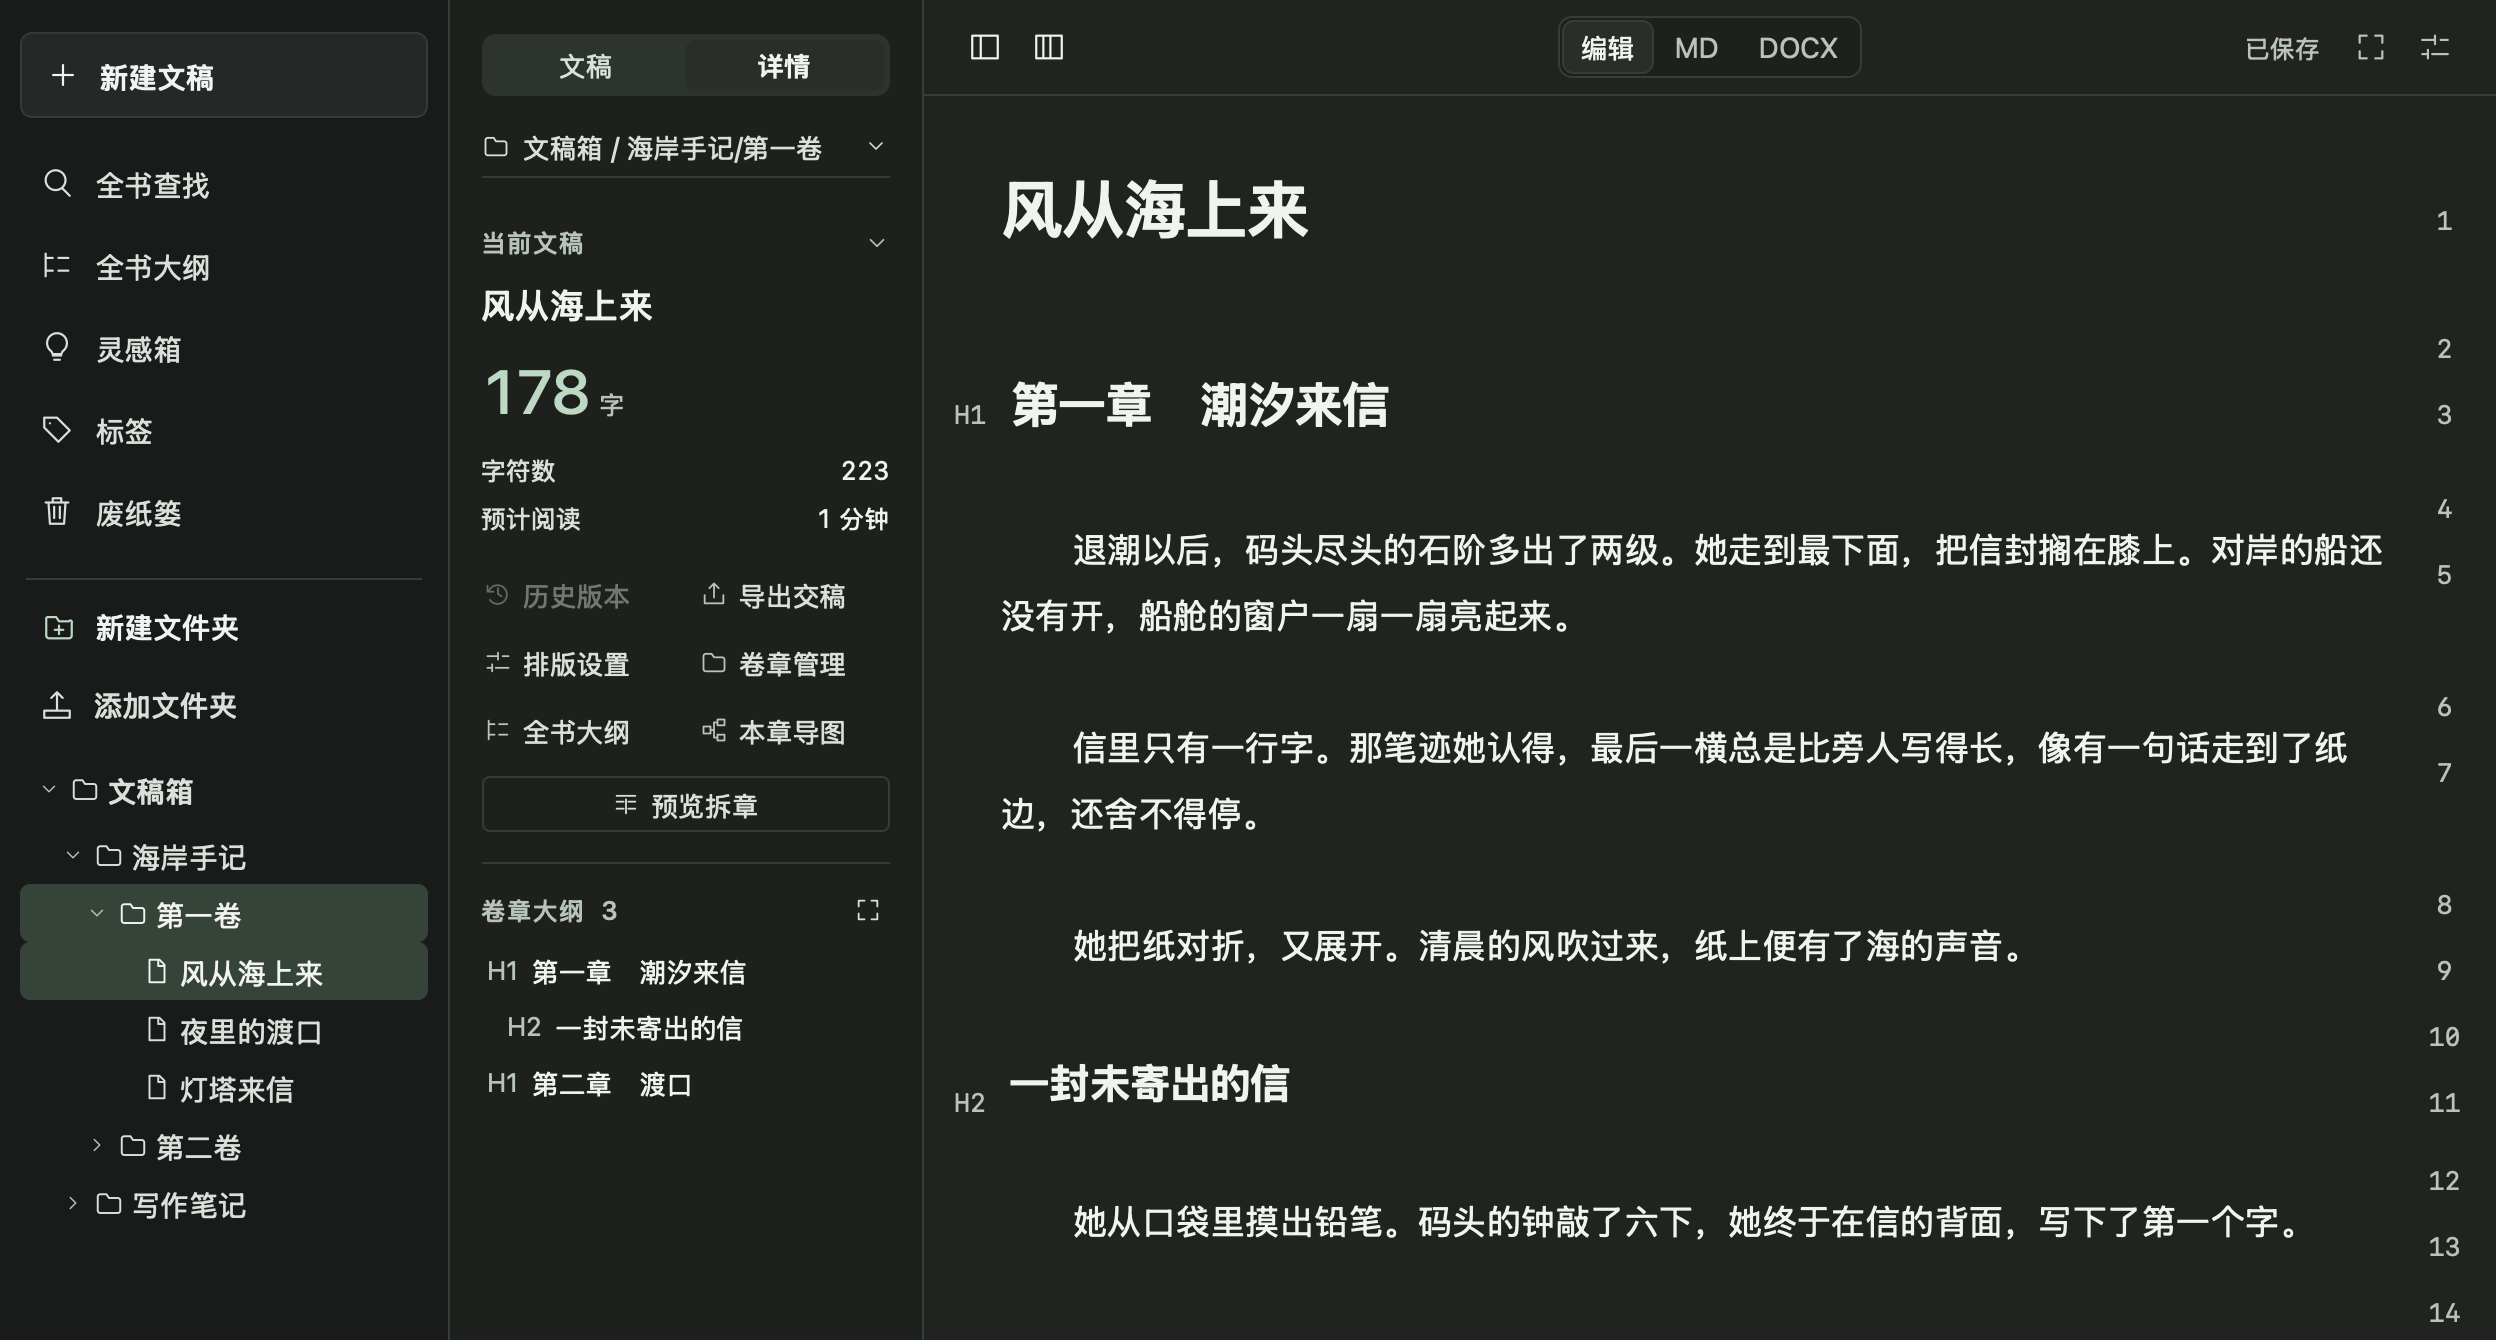 新建文稿
全书查找
全书大纲
灵感箱
标签
废纸篓
新建文件夹
添加文件夹
文稿箱
海岸手记
第一卷
风从海上来
夜里的渡口
灯塔来信
第二卷
写作笔记
文稿 详情
文稿箱 / 海岸手记/第一卷
当前文稿
风从海上来
178 字
字符数 223
预计阅读 1 分钟
历史版本 导出交稿
排版设置 卷章管理
全书大纲 本章导图
预览拆章
卷章大纲 3
H1 第一章　潮汐来信
H2 一封未寄出的信
H1 第二章　渡口
编辑 MD DOCX 已保存
风从海上来
1
2
H1 第一章　潮汐来信 3
4
退潮以后，码头尽头的石阶多出了两级。她走到最下面，把信封搁在膝上。对岸的船还
5
没有开，船舱的窗户一扇一扇亮起来。
6
信里只有一行字。那笔迹她认得，最后一横总是比旁人写得长，像有一句话走到了纸
7
边，还舍不得停。
8
她把纸对折，又展开。清晨的风吹过来，纸上便有了海的声音。
9
10
H2 一封未寄出的信 11
12
她从口袋里摸出铅笔。码头的钟敲了六下，她终于在信的背面，写下了第一个字。
13
14